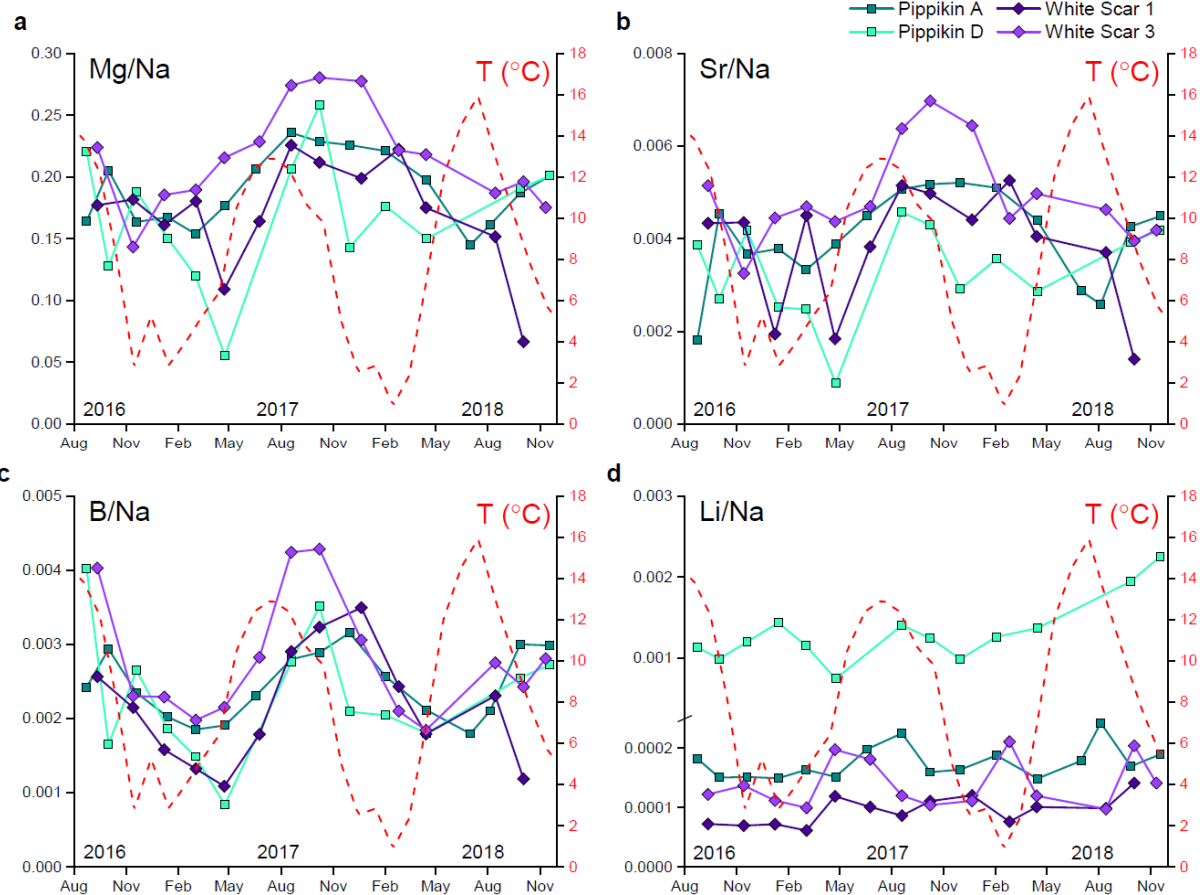 Pippikin A White Scar 1
Pippikin D White Scar 3
a
Mg/Na
T (°C)
0.30
0.25
0.20
0.15
0.10
0.05
0.00
18
16
14
12
10
8
6
4
2
0
2016 2017 2018
Aug Nov Feb May Aug Nov Feb May Aug Nov
b
Sr/Na
T (°C)
0.008
0.006
0.004
0.002
0.000
18
16
14
12
10
8
6
4
2
0
2016 2017 2018
Aug Nov Feb May Aug Nov Feb May Aug Nov
c
B/Na
T (°C)
0.005
0.004
0.003
0.002
0.001
0.000
18
16
14
12
10
8
6
4
2
0
2016 2017 2018
Aug Nov Feb May Aug Nov Feb May Aug Nov
d
Li/Na
T (°C)
0.003
0.002
0.001
0.0002
0.0001
0.0000
18
16
14
12
10
8
6
4
2
0
2016 2017 2018
Aug Nov Feb May Aug Nov Feb May Aug Nov